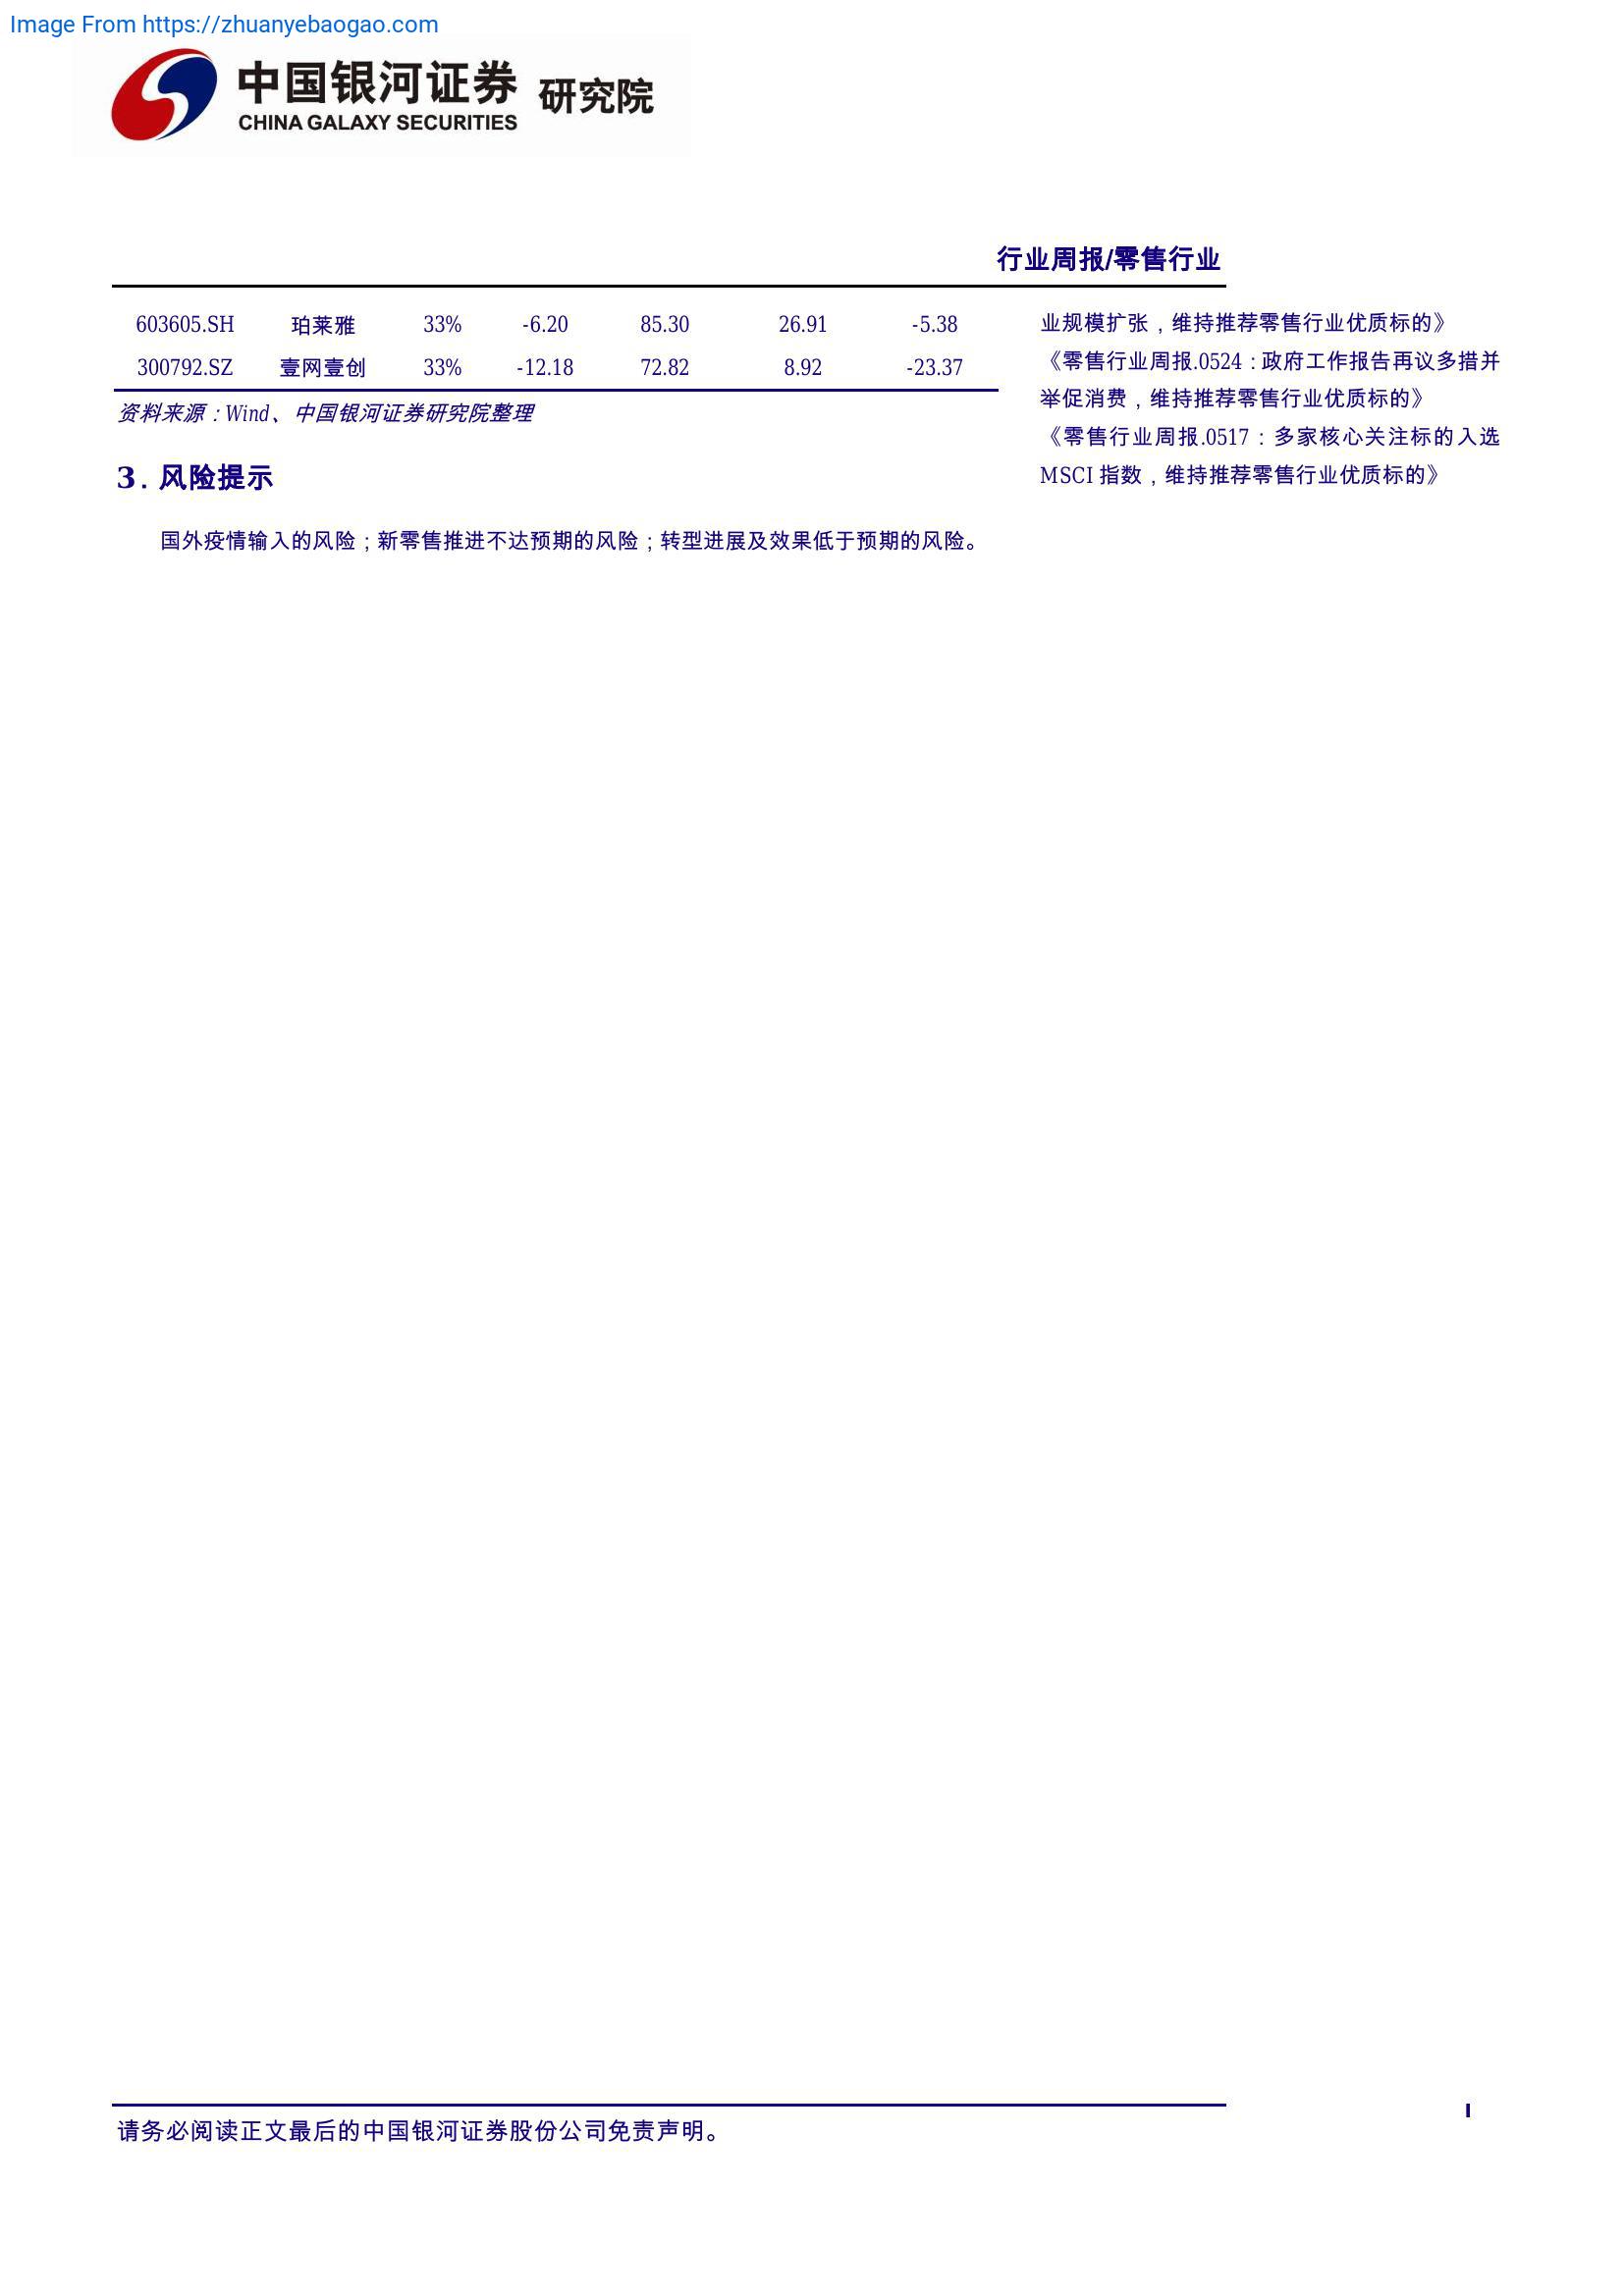 Image From https://zhuanyebaogao.com
中国银河证券 研究院
CHINA GALAXY SECURITIES
行业周报/零售行业
603605.SH 珀莱雅 33% -6.20 85.30 26.91 -5.38
300792.SZ 壹网壹创 33% -12.18 72.82 8.92 -23.37
资料来源：Wind、中国银河证券研究院整理
3. 风险提示
国外疫情输入的风险；新零售推进不达预期的风险；转型进展及效果低于预期的风险。
业规模扩张，维持推荐零售行业优质标的》
《零售行业周报.0524：政府工作报告再议多措并
举促消费，维持推荐零售行业优质标的》
《零售行业周报.0517：多家核心关注标的入选
MSCI 指数，维持推荐零售行业优质标的》
请务必阅读正文最后的中国银河证券股份公司免责声明。